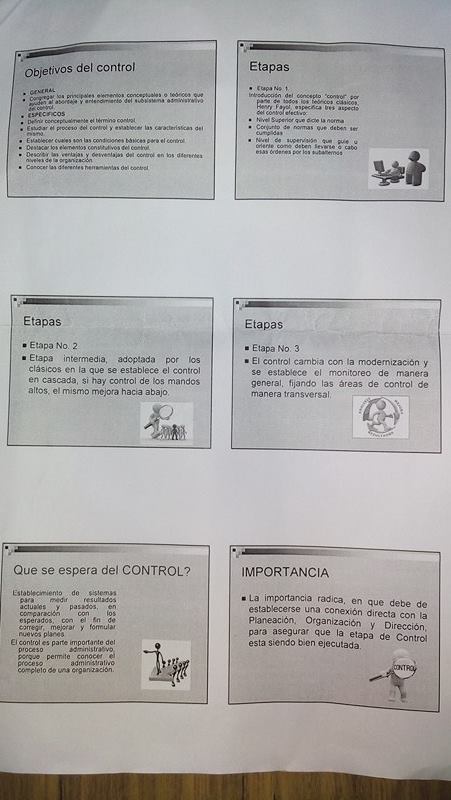 Objetivos del control
GENERAL
Congregar los principales elementos conceptuales o teóricos que
ayuden al abordaje y entendimiento del subsistema administrativo
del control.
ESPECIFICOS
Definir conceptualmente el término control.
Estudiar el proceso del control y establecer las características del
mismo.
Establecer cuales son las condiciones básicas para el control.
Destacar los elementos constitutivos del control.
Describir las ventajas y desventajas del control en los diferentes
niveles de la organización.
Conocer las diferentes herramientas del control.
Etapas
Etapa No. 1
Introducción del concepto "control" por
parte de todos los teóricos clásicos,
Henry Fayol, especifica tres aspecto
del control efectivo:
Nivel Superior que dicte la norma
Conjunto de normas que deben ser
cumplidas
Nivel de supervisión que guie u
oriente como deben llevarse o cabo
esas órdenes por los subalternos
Etapas
Etapa No. 2
Etapa intermedia, adoptada por los
clásicos en la que se establece el control
en cascada, si hay control de los mandos
altos, el mismo mejora hacia abajo.
Etapas
Etapa No. 3
El control cambia con la modernización y
se establece el monitoreo de manera
general, fijando las áreas de control de
manera transversal.
Que se espera del CONTROL?
Establecimiento de sistemas
para medir resultados
actuales y pasados, en
comparación con los
esperados, con el fin de
corregir, mejorar y formular
nuevos planes.
El control es parte importante del
proceso administrativo,
porque permite conocer el
proceso administrativo
completo de una organización.
IMPORTANCIA
La importancia radica, en que debe de
establecerse una conexión directa con la
Planeación, Organización y Dirección,
para asegurar que la etapa de Control
esta siendo bien ejecutada.
CONTROL